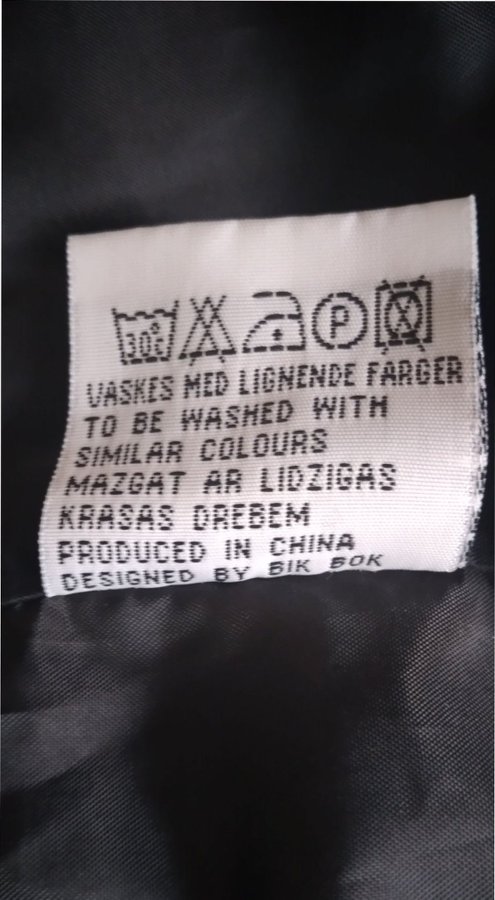 30°C P
VASKES MED LIGNENDE FARGER
TO BE WASHED WITH
SIMILAR COLOURS
MAZGAT AR LIDZIGAS
KRASAS DREBEM
PRODUCED IN CHINA
DESIGNED BY BIK BOK